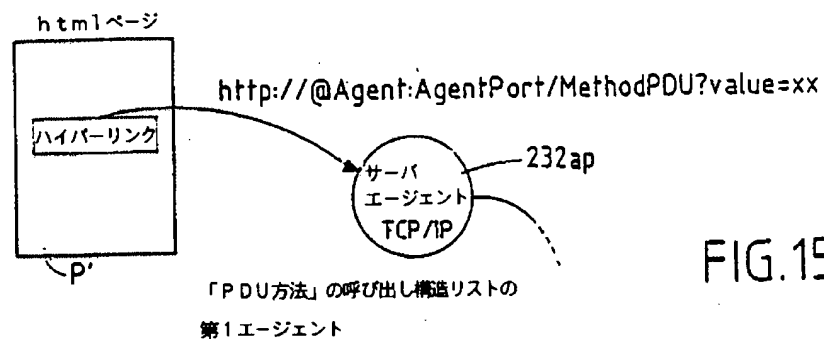 htmlページ
http://@Agent:AgentPort/MethodPDU?value=xx
ハイパーリンク
サーバ
エージェント
TCP/IP
232ap
P'
FIG.15
「PDU方法」の呼び出し構造リストの
第1エージェント